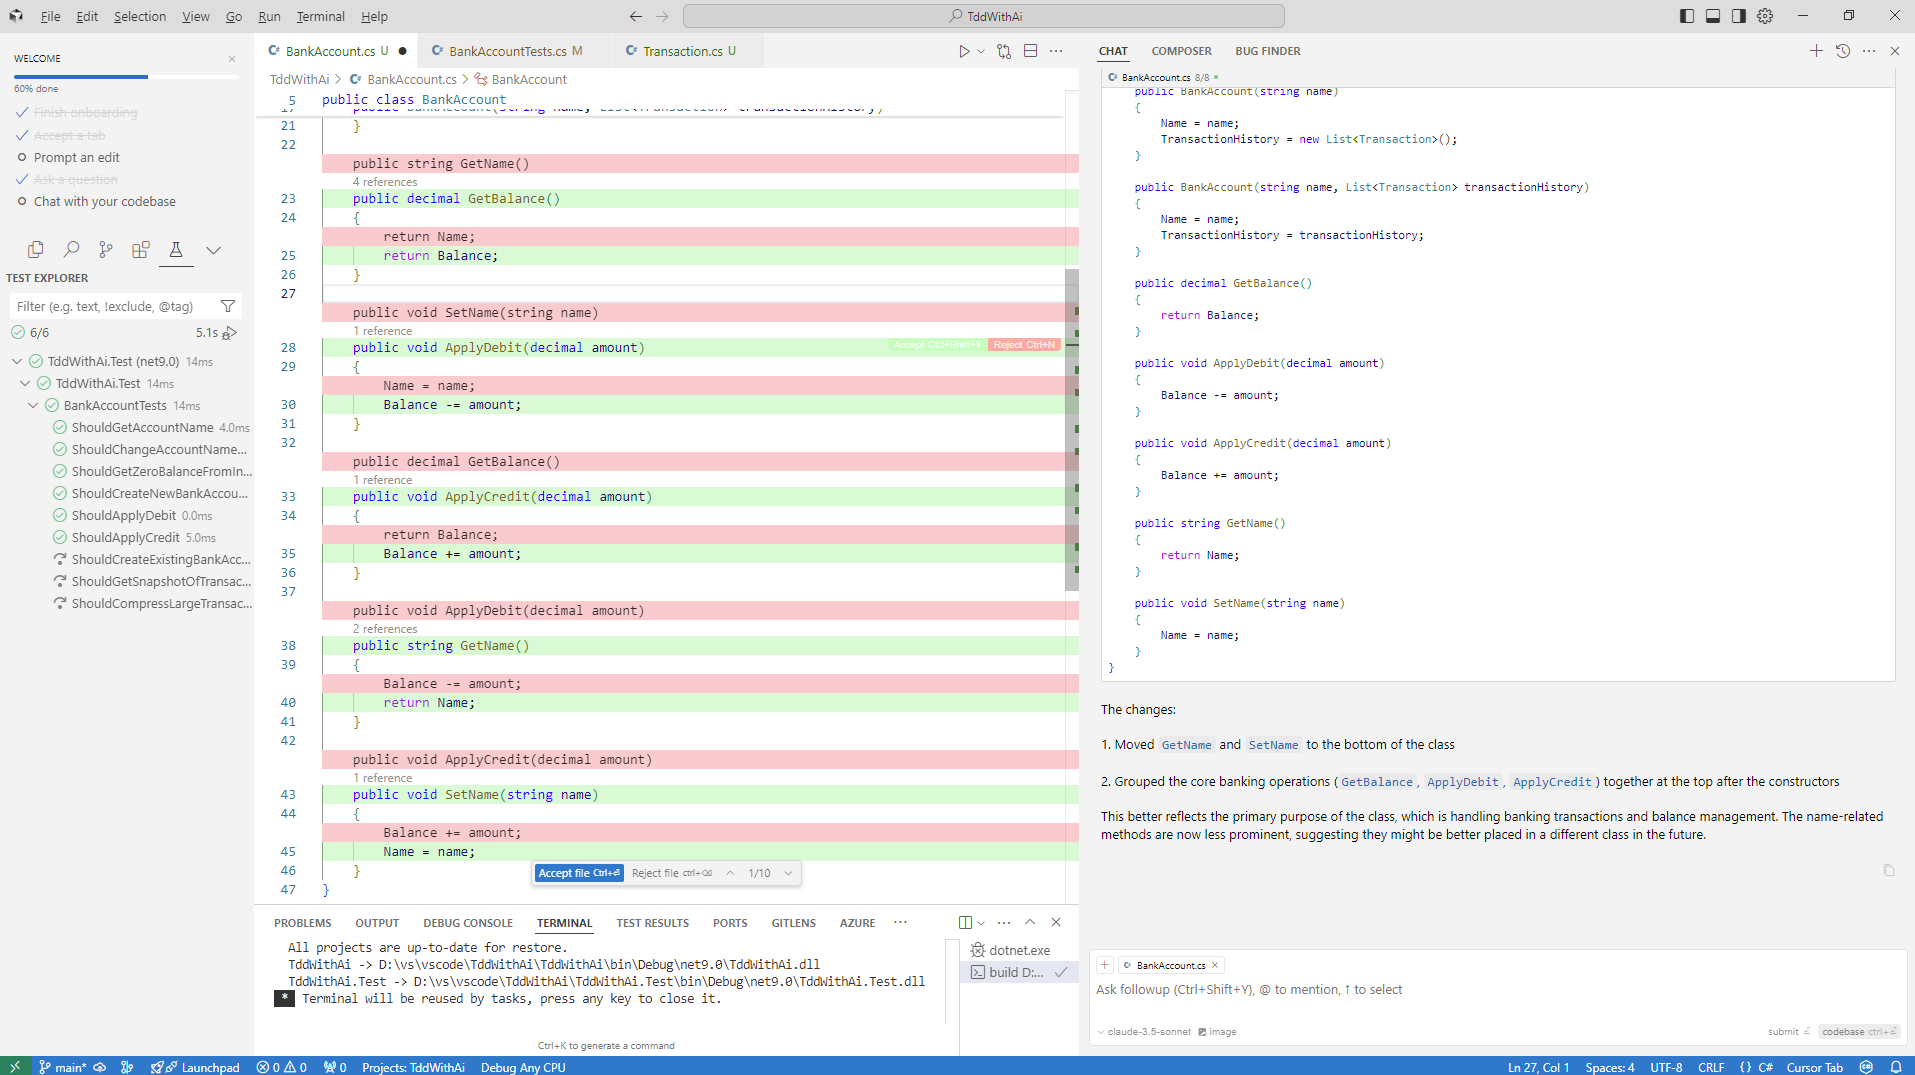 File Edit Selection View Go Run Terminal Help
TddWithAi
WELCOME
60% done
Finish onboarding
Accept a tab
Prompt an edit
Ask a question
Chat with your codebase
TEST EXPLORER
Filter (e.g. text, !exclude, @tag)
6/6 5.1s
TddWithAi.Test (net9.0) 14ms
TddWithAi.Test 14ms
BankAccountTests 14ms
ShouldGetAccountName 4.0ms
ShouldChangeAccountName...
ShouldGetZeroBalanceFromIn...
ShouldCreateNewBankAccou...
ShouldApplyDebit 0.0ms
ShouldApplyCredit 5.0ms
ShouldCreateExistingBankAcc...
ShouldGetSnapshotOfTransac...
ShouldCompressLargeTransac...
BankAccount.cs U BankAccountTests.cs M Transaction.cs U
TddWithAi > BankAccount.cs > BankAccount
5 public class BankAccount
public BankAccount(string name, List<Transaction> transactionHistory)
21 }
22
public string GetName()
4 references
23 public decimal GetBalance()
24 {
return Name;
25 return Balance;
26 }
27
public void SetName(string name)
1 reference
28 public void ApplyDebit(decimal amount) Accept Ctrl+Shift+Y Reject Ctrl+N
29 {
Name = name;
30 Balance -= amount;
31 }
32
public decimal GetBalance()
1 reference
33 public void ApplyCredit(decimal amount)
34 {
return Balance;
35 Balance += amount;
36 }
37
public void ApplyDebit(decimal amount)
2 references
38 public string GetName()
39 {
Balance -= amount;
40 return Name;
41 }
42
public void ApplyCredit(decimal amount)
1 reference
43 public void SetName(string name)
44 {
Balance += amount;
45 Name = name;
46 }
47 }
Accept file Ctrl+⏎ Reject file ctrl+⌫ 1/10
PROBLEMS OUTPUT DEBUG CONSOLE TERMINAL TEST RESULTS PORTS GITLENS AZURE ...
All projects are up-to-date for restore.
TddWithAi -> D:\vs\vscode\TddWithAi\TddWithAi\bin\Debug\net9.0\TddWithAi.dll
TddWithAi.Test -> D:\vs\vscode\TddWithAi\TddWithAi.Test\bin\Debug\net9.0\TddWithAi.Test.dll
* Terminal will be reused by tasks, press any key to close it.
Ctrl+K to generate a command
dotnet.exe
build D:...
CHAT COMPOSER BUG FINDER
BankAccount.cs 8/8
public BankAccount(string name)
{
Name = name;
TransactionHistory = new List<Transaction>();
}
public BankAccount(string name, List<Transaction> transactionHistory)
{
Name = name;
TransactionHistory = transactionHistory;
}
public decimal GetBalance()
{
return Balance;
}
public void ApplyDebit(decimal amount)
{
Balance -= amount;
}
public void ApplyCredit(decimal amount)
{
Balance += amount;
}
public string GetName()
{
return Name;
}
public void SetName(string name)
{
Name = name;
}
}
The changes:
1. Moved GetName and SetName to the bottom of the class
2. Grouped the core banking operations ( GetBalance , ApplyDebit , ApplyCredit ) together at the top after the constructors
This better reflects the primary purpose of the class, which is handling banking transactions and balance management. The name-related
methods are now less prominent, suggesting they might be better placed in a different class in the future.
+ BankAccount.cs
Ask followup (Ctrl+Shift+Y), @ to mention, ↑ to select
claude-3.5-sonnet image submit ⏎ codebase ctrl+⏎
main* Launchpad 0 0 0 Projects: TddWithAi Debug Any CPU Ln 27, Col 1 Spaces: 4 UTF-8 CRLF {} C# Cursor Tab